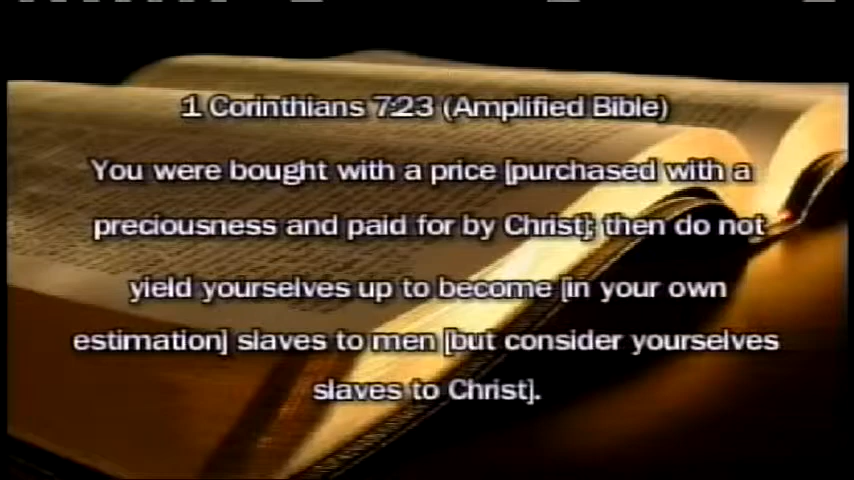 1 Corinthians 7:23 (Amplified Bible)
You were bought with a price [purchased with a
preciousness and paid for by Christ]; then do not
yield yourselves up to become [in your own
estimation] slaves to men [but consider yourselves
slaves to Christ].